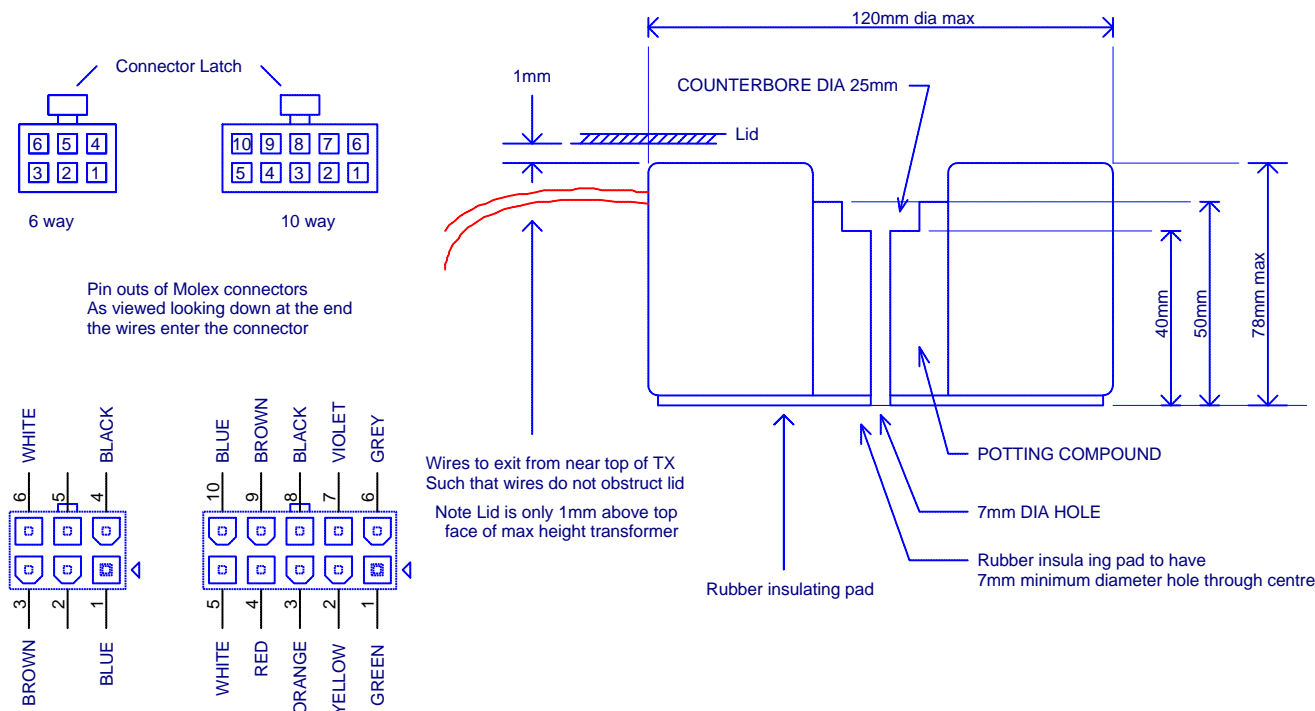 Connector Latch
6 5 4
3 2 1
6 way
10 9 8 7 6
5 4 3 2 1
10 way
Pin outs of Molex connectors
As viewed looking down at the end
the wires enter the connector
WHITE
BLACK
6
5
4
3
2
1
BROWN
BLUE
BLUE
BROWN
BLACK
VIOLET
GREY
10
9
8
7
6
5
4
3
2
1
WHITE
RED
ORANGE
YELLOW
GREEN
120mm dia max
1mm
COUNTERBORE DIA 25mm
Lid
40mm
50mm
78mm max
Wires to exit from near top of TX
Such that wires do not obstruct lid
Note Lid is only 1mm above top
face of max height transformer
POTTING COMPOUND
7mm DIA HOLE
Rubber insula ing pad to have
7mm minimum diameter hole through centre
Rubber insulating pad